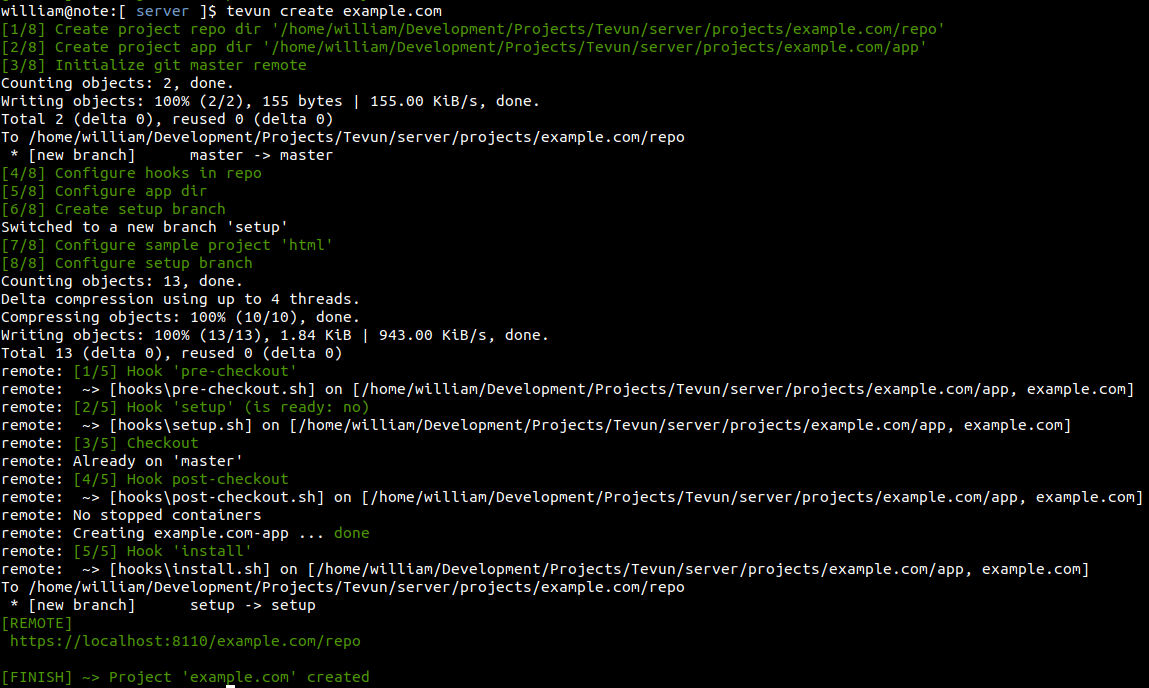 william@note:[ server ]$ tevun create example.com
[1/8] Create project repo dir '/home/william/Development/Projects/Tevun/server/projects/example.com/repo'
[2/8] Create project app dir '/home/william/Development/Projects/Tevun/server/projects/example.com/app'
[3/8] Initialize git master remote
Counting objects: 2, done.
Writing objects: 100% (2/2), 155 bytes | 155.00 KiB/s, done.
Total 2 (delta 0), reused 0 (delta 0)
To /home/william/Development/Projects/Tevun/server/projects/example.com/repo
 * [new branch]      master -> master
[4/8] Configure hooks in repo
[5/8] Configure app dir
[6/8] Create setup branch
Switched to a new branch 'setup'
[7/8] Configure sample project 'html'
[8/8] Configure setup branch
Counting objects: 13, done.
Delta compression using up to 4 threads.
Compressing objects: 100% (10/10), done.
Writing objects: 100% (13/13), 1.84 KiB | 943.00 KiB/s, done.
Total 13 (delta 0), reused 0 (delta 0)
remote: [1/5] Hook 'pre-checkout'
remote:  ~> [hooks\pre-checkout.sh] on [/home/william/Development/Projects/Tevun/server/projects/example.com/app, example.com]
remote: [2/5] Hook 'setup' (is ready: no)
remote:  ~> [hooks\setup.sh] on [/home/william/Development/Projects/Tevun/server/projects/example.com/app, example.com]
remote: [3/5] Checkout
remote: Already on 'master'
remote: [4/5] Hook post-checkout
remote:  ~> [hooks\post-checkout.sh] on [/home/william/Development/Projects/Tevun/server/projects/example.com/app, example.com]
remote: No stopped containers
remote: Creating example.com-app ... done
remote: [5/5] Hook 'install'
remote:  ~> [hooks\install.sh] on [/home/william/Development/Projects/Tevun/server/projects/example.com/app, example.com]
To /home/william/Development/Projects/Tevun/server/projects/example.com/repo
 * [new branch]      setup -> setup
[REMOTE]
 https://localhost:8110/example.com/repo
[FINISH] ~> Project 'example.com' created